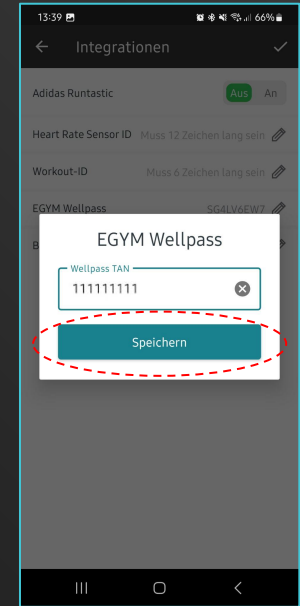 13:39 66%
Integrationen
Adidas Runtastic Aus An
Heart Rate Sensor ID Muss 12 Zeichen lang sein
Workout-ID Muss 6 Zeichen lang sein
EGYM Wellpass SG4LV6EW7
B
EGYM Wellpass
Wellpass TAN
111111111
Speichern